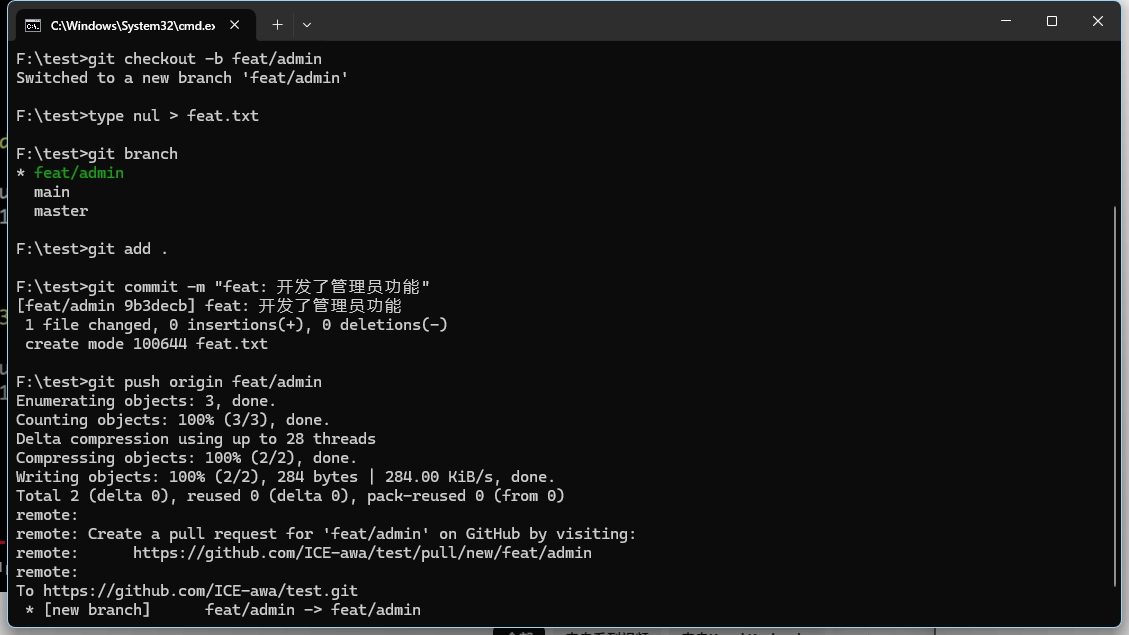 C:\Windows\System32\cmd.e
F:\test>git checkout -b feat/admin
Switched to a new branch 'feat/admin'
F:\test>type nul > feat.txt
F:\test>git branch
* feat/admin
main
master
F:\test>git add .
F:\test>git commit -m "feat: 开发了管理员功能"
[feat/admin 9b3decb] feat: 开发了管理员功能
1 file changed, 0 insertions(+), 0 deletions(-)
create mode 100644 feat.txt
F:\test>git push origin feat/admin
Enumerating objects: 3, done.
Counting objects: 100% (3/3), done.
Delta compression using up to 28 threads
Compressing objects: 100% (2/2), done.
Writing objects: 100% (2/2), 284 bytes | 284.00 KiB/s, done.
Total 2 (delta 0), reused 0 (delta 0), pack-reused 0 (from 0)
remote:
remote: Create a pull request for 'feat/admin' on GitHub by visiting:
remote:      https://github.com/ICE-awa/test/pull/new/feat/admin
remote:
To https://github.com/ICE-awa/test.git
* [new branch]      feat/admin -> feat/admin